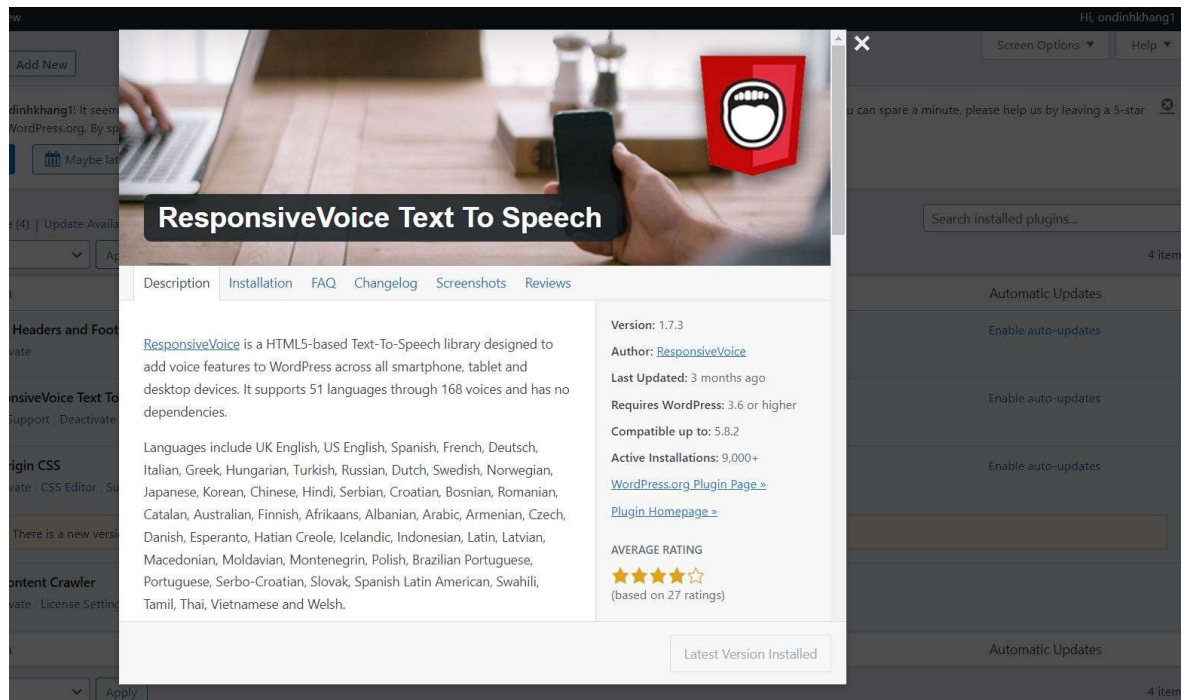 ew
Hi, ondinhkhang1
Add New
Screen Options
Help
dinhkhang1! It seem
u can spare a minute, please help us by leaving a 5-star
WordPress.org. By sp
Maybe lat
ResponsiveVoice Text To Speech
(4) | Update Availa
Search installed plugins...
Ap
4 item
Description Installation FAQ Changelog Screenshots Reviews
Automatic Updates
Headers and Foot
vate
Enable auto-updates
ResponsiveVoice is a HTML5-based Text-To-Speech library designed to
add voice features to WordPress across all smartphone, tablet and
desktop devices. It supports 51 languages through 168 voices and has no
dependencies.
Languages include UK English, US English, Spanish, French, Deutsch,
Italian, Greek, Hungarian, Turkish, Russian, Dutch, Swedish, Norwegian,
Japanese, Korean, Chinese, Hindi, Serbian, Croatian, Bosnian, Romanian,
Catalan, Australian, Finnish, Afrikaans, Albanian, Arabic, Armenian, Czech,
Danish, Esperanto, Hatian Creole, Icelandic, Indonesian, Latin, Latvian,
Macedonian, Moldavian, Montenegrin, Polish, Brazilian Portuguese,
Portuguese, Serbo-Croatian, Slovak, Spanish Latin American, Swahili,
Tamil, Thai, Vietnamese and Welsh.
Version: 1.7.3
Author: ResponsiveVoice
Last Updated: 3 months ago
Requires WordPress: 3.6 or higher
Compatible up to: 5.8.2
Active Installations: 9,000+
WordPress.org Plugin Page »
Plugin Homepage »
AVERAGE RATING
(based on 27 ratings)
nsiveVoice Text To
Support | Deactivate
Enable auto-updates
rigin CSS
vate | CSS Editor | Su
Enable auto-updates
There is a new versi
ontent Crawler
vate | License Setting
Latest Version Installed
Automatic Updates
Apply
4 item